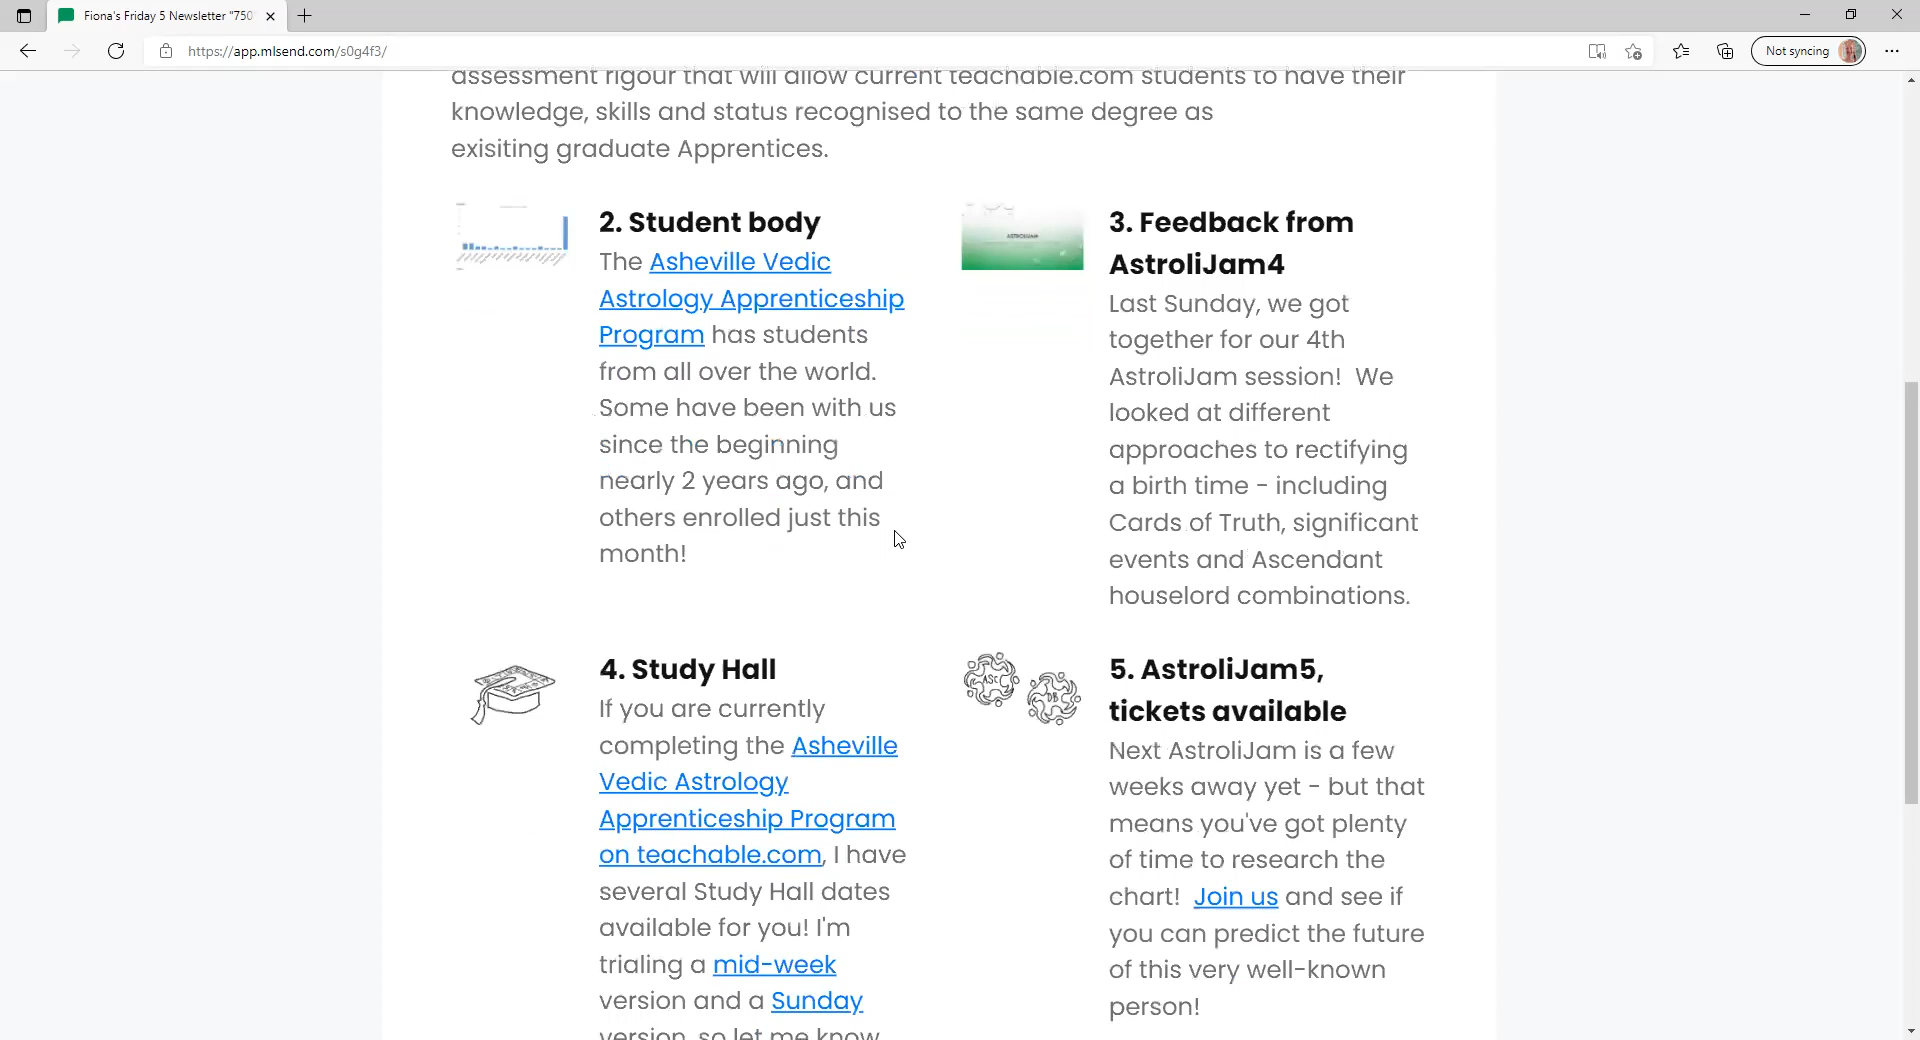 Fiona's Friday 5 Newsletter "750
https://app.mlsend.com/s0g4f3/
Not syncing
assessment rigour that will allow current teachable.com students to have their
knowledge, skills and status recognised to the same degree as
exisiting graduate Apprentices.
2. Student body
The Asheville Vedic
Astrology Apprenticeship
Program has students
from all over the world.
Some have been with us
since the beginning
nearly 2 years ago, and
others enrolled just this
month!
ASTROLIJAM
3. Feedback from
AstroliJam4
Last Sunday, we got
together for our 4th
AstroliJam session!  We
looked at different
approaches to rectifying
a birth time - including
Cards of Truth, significant
events and Ascendant
houselord combinations.
4. Study Hall
If you are currently
completing the Asheville
Vedic Astrology
Apprenticeship Program
on teachable.com, I have
several Study Hall dates
available for you! I'm
trialing a mid-week
version and a Sunday
version, so let me know
ASC
DB
5. AstroliJam5,
tickets available
Next AstroliJam is a few
weeks away yet - but that
means you've got plenty
of time to research the
chart!  Join us and see if
you can predict the future
of this very well-known
person!